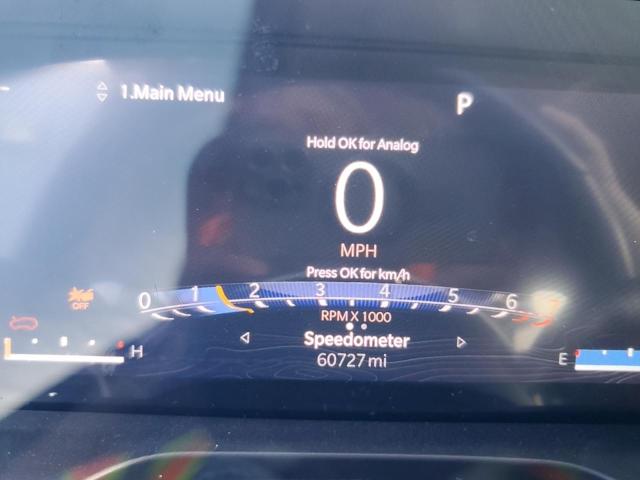 1.Main Menu
P
Hold OK for Analog
0
MPH
Press OK for km/h
0 1 2 3 4 5 6
OFF
RPM X 1000
Speedometer
H
E
60727 mi